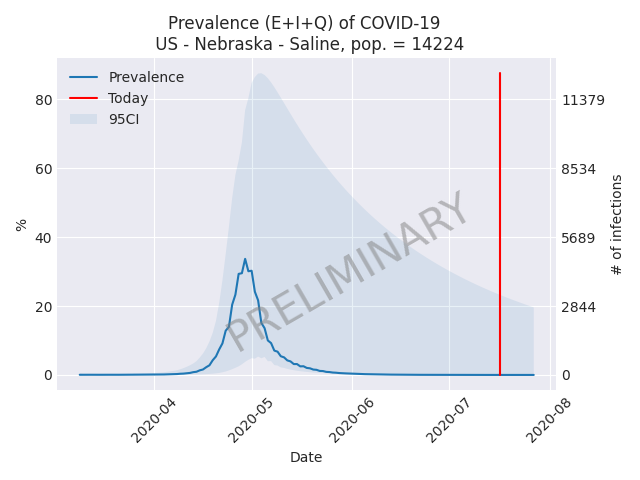 Prevalence (E+I+Q) of COVID-19
US - Nebraska - Saline, pop. = 14224
Prevalence
Today
95CI
80
60
40
20
0
%
11379
8534
5689
2844
0
# of infections
PRELIMINARY
2020-04
2020-05
2020-06
2020-07
2020-08
Date